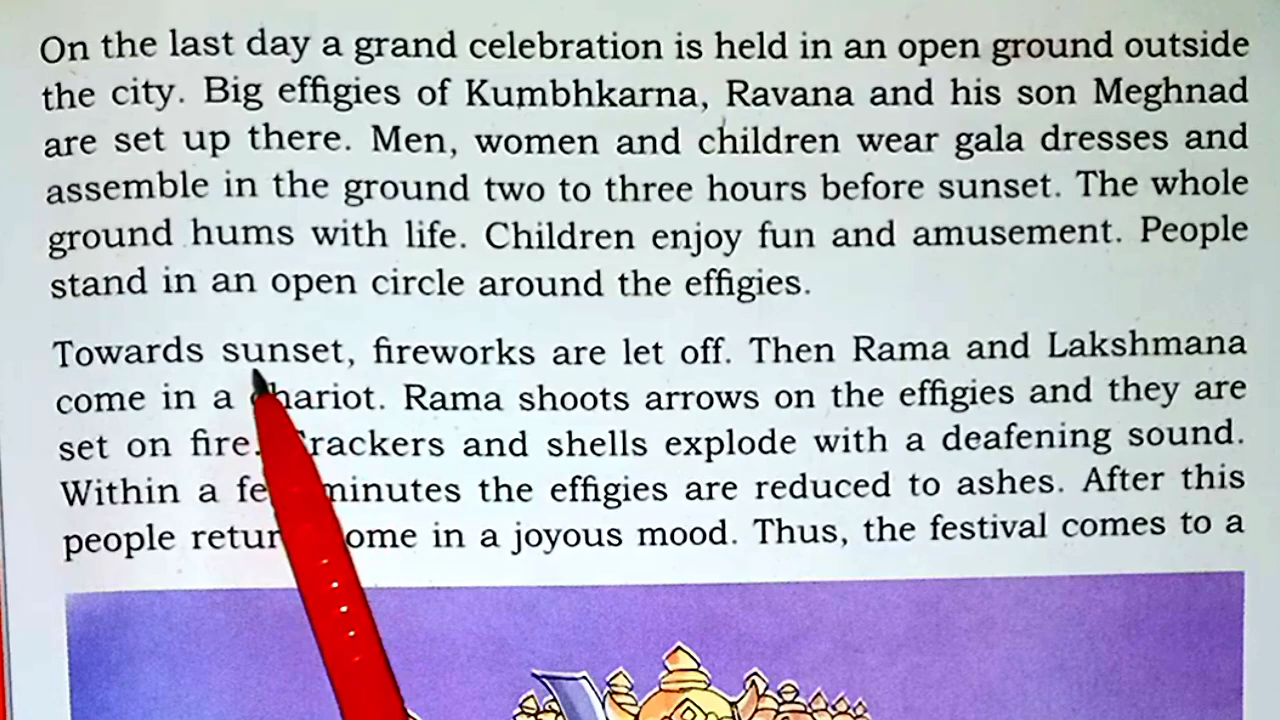 On the last day a grand celebration is held in an open ground outside
the city. Big effigies of Kumbhkarna, Ravana and his son Meghnad
are set up there. Men, women and children wear gala dresses and
assemble in the ground two to three hours before sunset. The whole
ground hums with life. Children enjoy fun and amusement. People
stand in an open circle around the effigies.
Towards sunset, fireworks are let off. Then Rama and Lakshmana
come in a chariot. Rama shoots arrows on the effigies and they are
set on fire. Crackers and shells explode with a deafening sound.
Within a few minutes the effigies are reduced to ashes. After this
people return home in a joyous mood. Thus, the festival comes to a